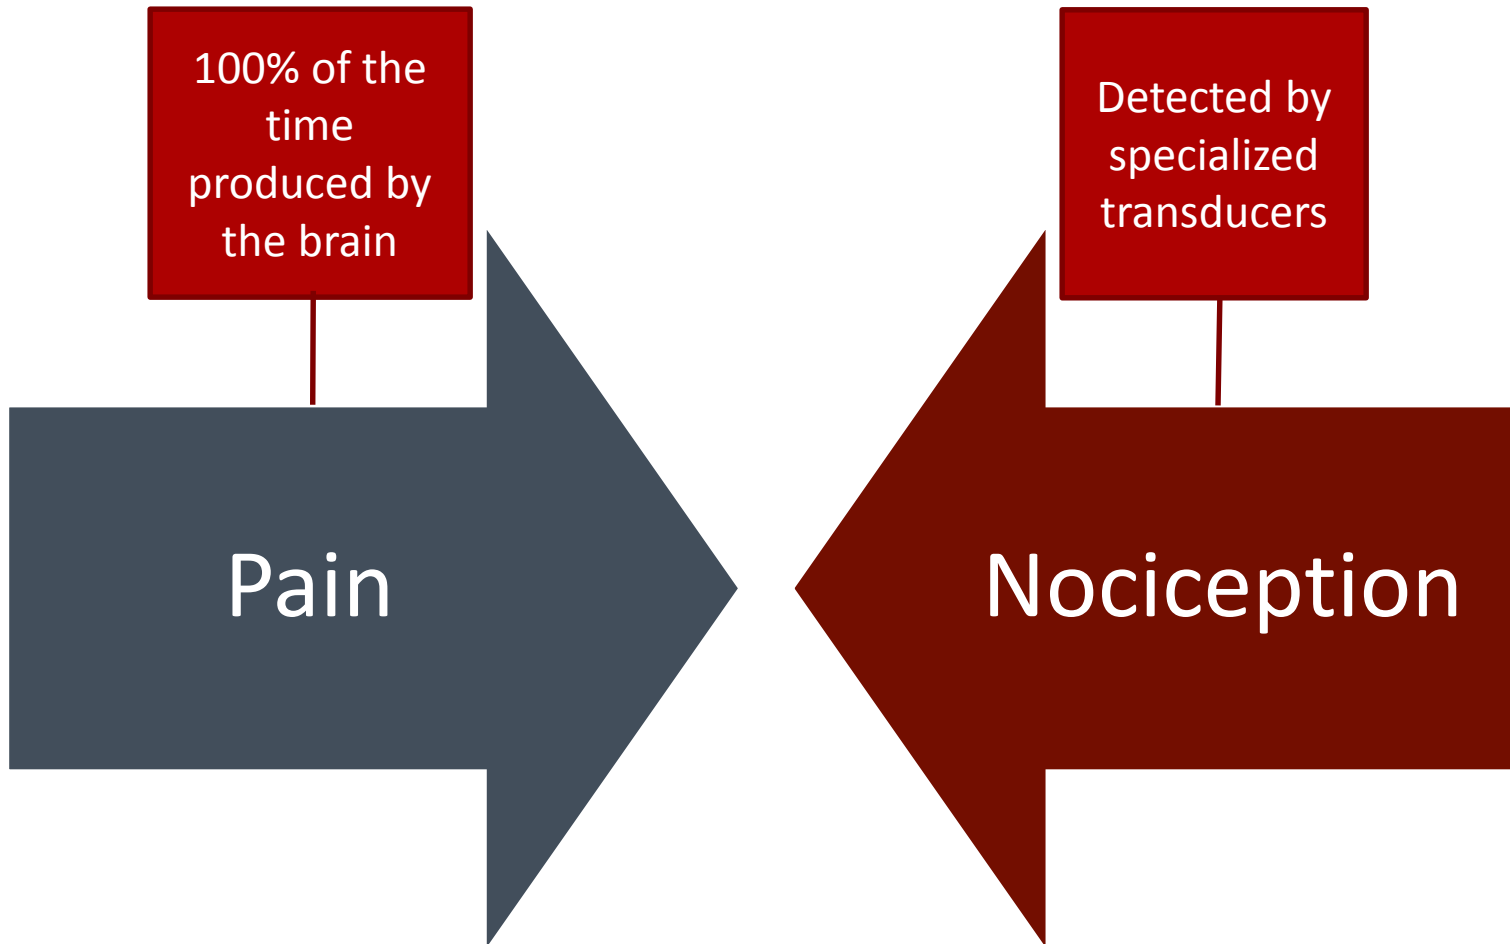 100% of the
time
produced by
the brain
Detected by
specialized
transducers
Pain
Nociception